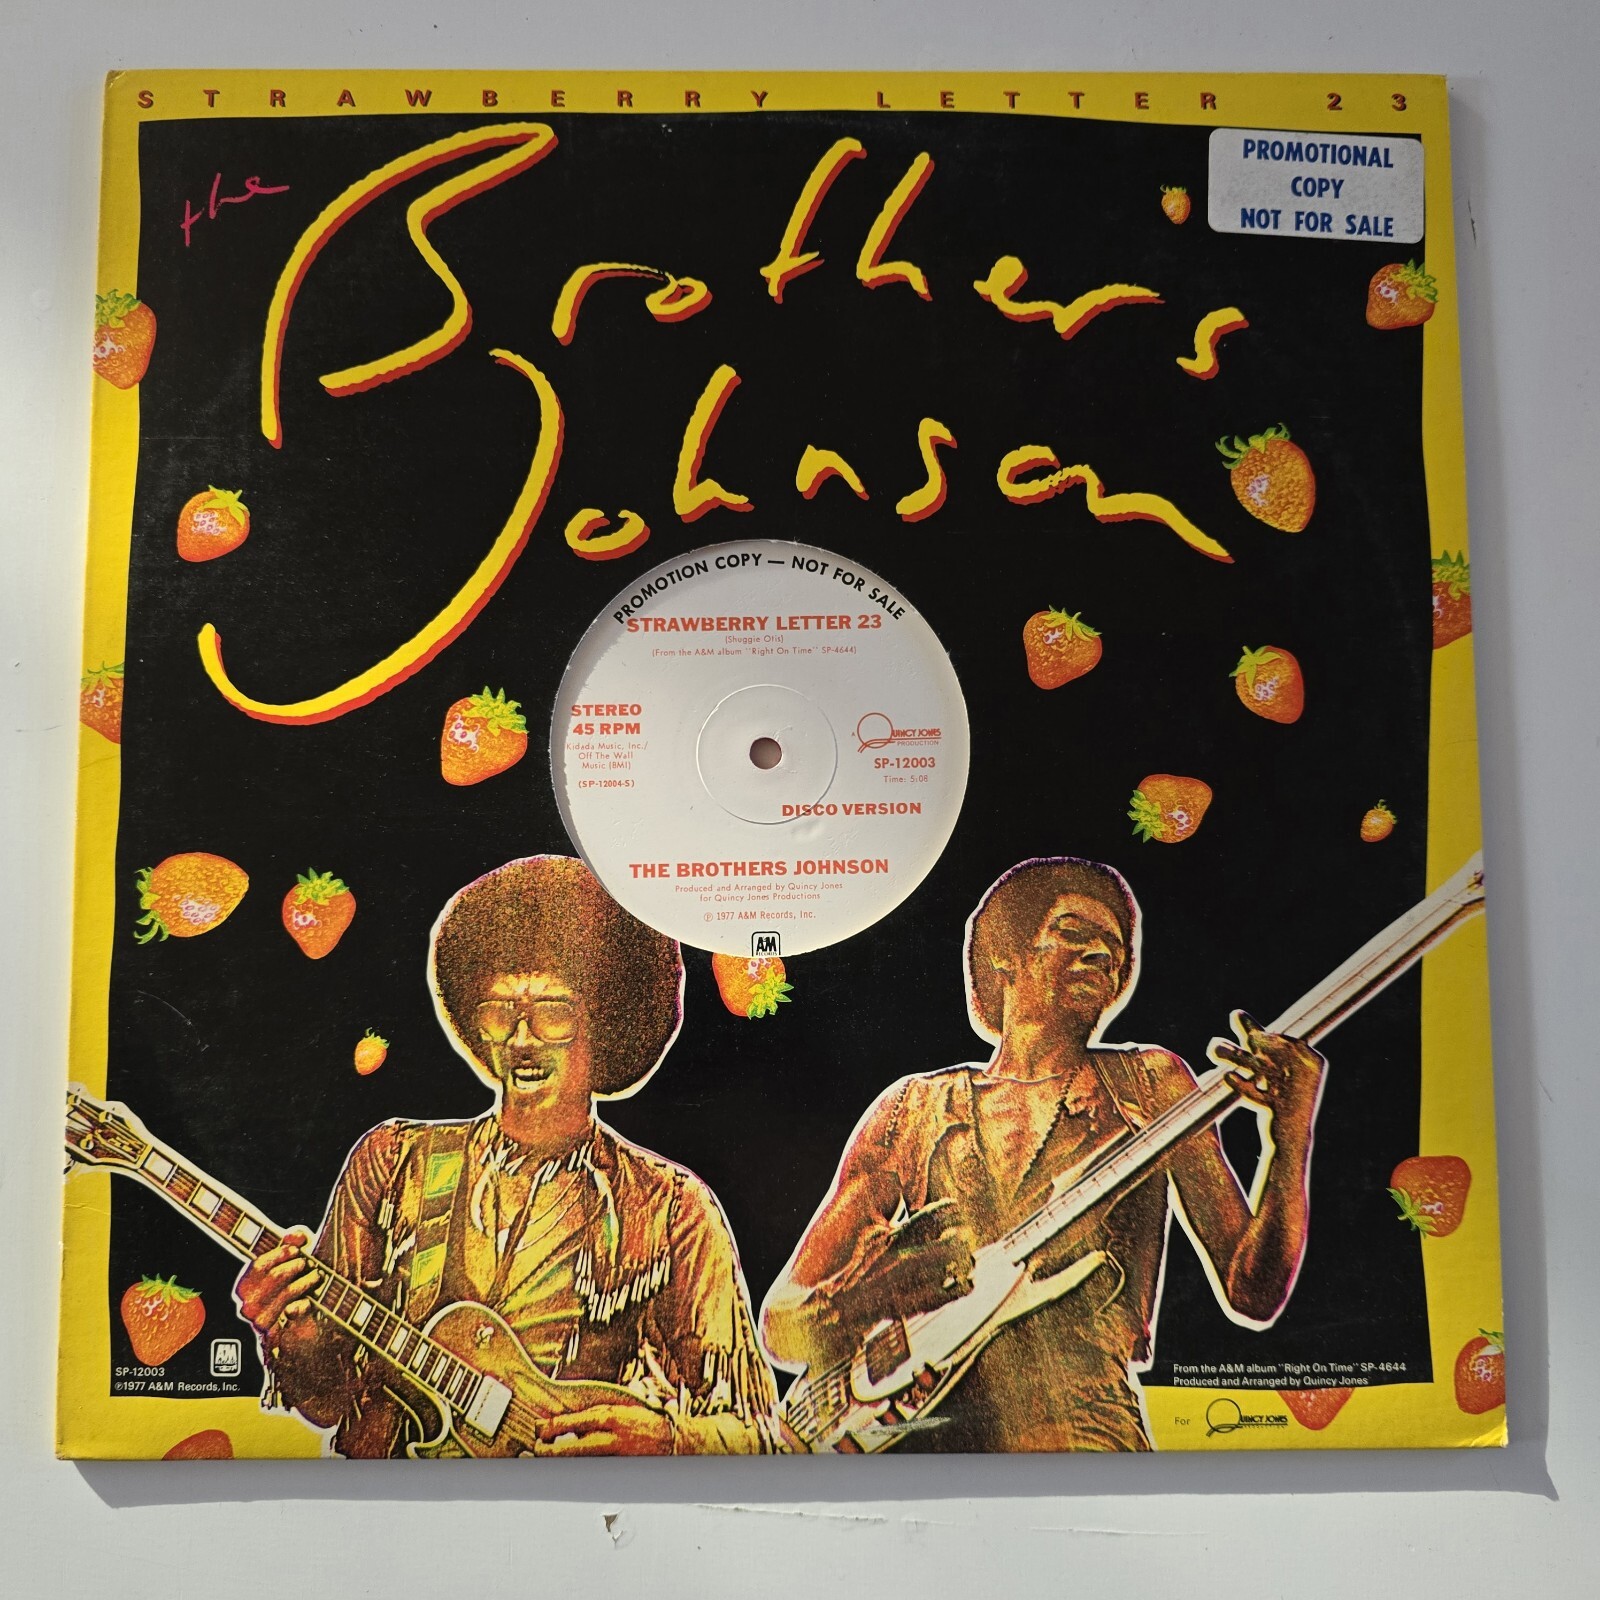 STRAWBERRY LETTER 23
PROMOTIONAL
COPY
NOT FOR SALE
the
Brothers
Johnson
PROMOTION COPY — NOT FOR SALE
STRAWBERRY LETTER 23
(Shuggie Otis)
(From the A&M album "Right On Time" SP-4644)
STEREO
45 RPM
Kidada Music, Inc./
Off The Wall
Music (BMI)
(SP-12004-S)
A QUINCY JONES
PRODUCTION
SP-12003
Time: 5:08
DISCO VERSION
THE BROTHERS JOHNSON
Produced and Arranged by Quincy Jones
for Quincy Jones Productions
℗ 1977 A&M Records, Inc.
A&M
RECORDS
A&M
SP-12003
℗1977 A&M Records, Inc.
From the A&M album "Right On Time" SP-4644
Produced and Arranged by Quincy Jones
For QUINCY JONES
PRODUCTIONS